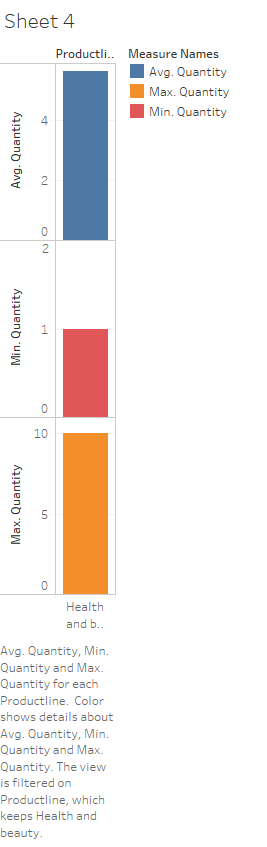 Sheet 4
Productli..
Measure Names
Avg. Quantity
Max. Quantity
Min. Quantity
Avg. Quantity
4
2
0
Min. Quantity
2
1
0
Max. Quantity
10
5
0
Health
and b..
Avg. Quantity, Min.
Quantity and Max.
Quantity for each
Productline.  Color
shows details about
Avg. Quantity, Min.
Quantity and Max.
Quantity. The view
is filtered on
Productline, which
keeps Health and
beauty.